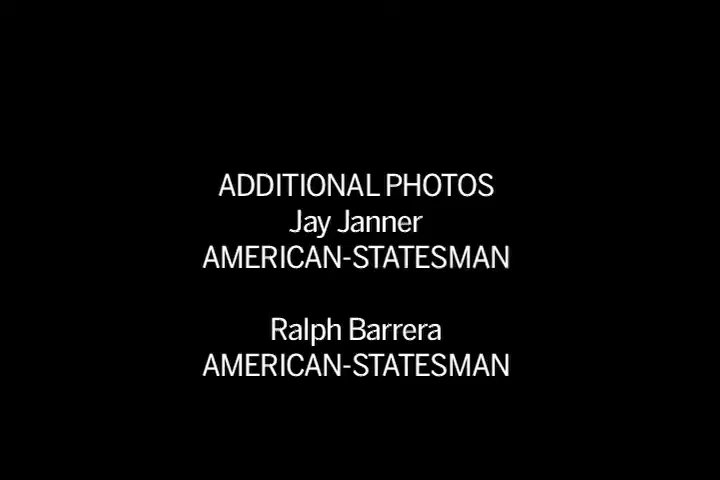 ADDITIONAL PHOTOS
Jay Janner
AMERICAN-STATESMAN
Ralph Barrera
AMERICAN-STATESMAN